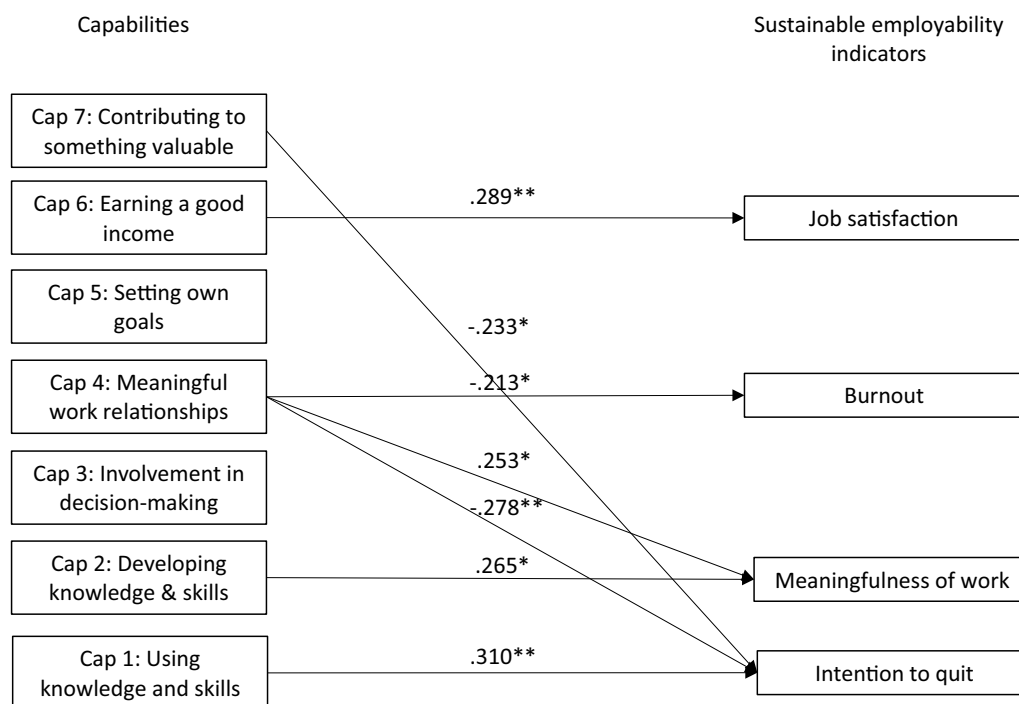 Capabilities
Sustainable employability
indicators
Cap 7: Contributing to
something valuable
Cap 6: Earning a good
income
.289**
Job satisfaction
Cap 5: Setting own
goals
-.233*
Cap 4: Meaningful
work relationships
-.213*
Burnout
Cap 3: Involvement in
decision-making
.253*
-.278**
Cap 2: Developing
knowledge & skills
.265*
Meaningfulness of work
Cap 1: Using
knowledge and skills
.310**
Intention to quit